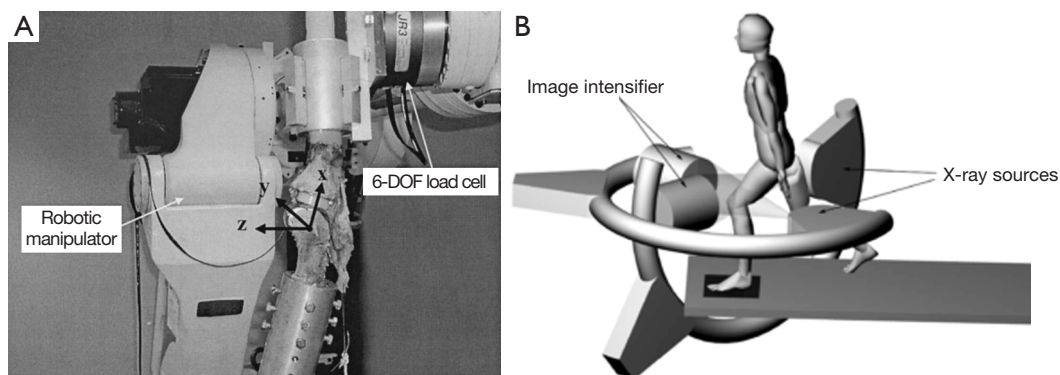 A
JR3
x
y
z
6-DOF load cell
Robotic
manipulator
B
Image intensifier
X-ray sources